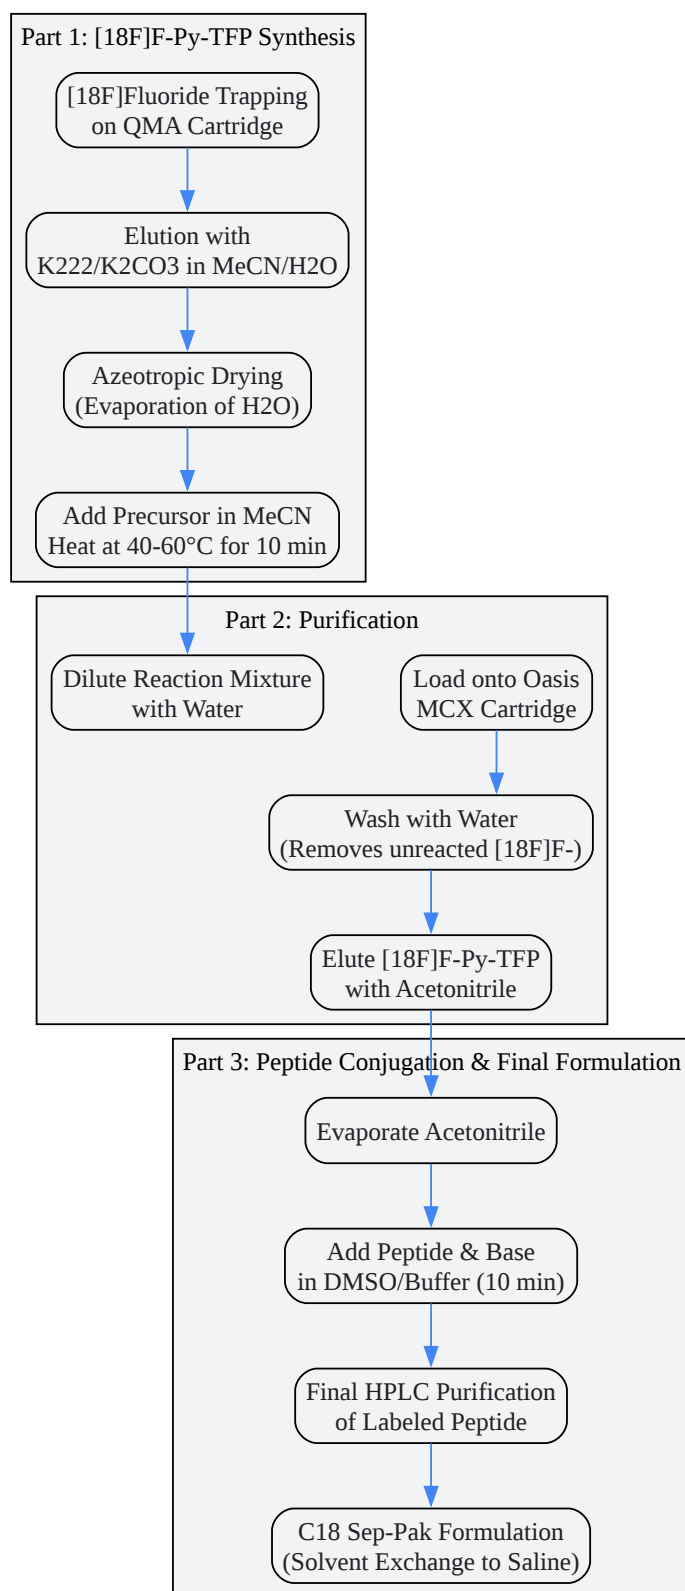 Part 1: [18F]F-Py-TFP Synthesis
[18F]Fluoride Trapping
on QMA Cartridge
Elution with
K222/K2CO3 in MeCN/H2O
Azeotropic Drying
(Evaporation of H2O)
Add Precursor in MeCN
Heat at 40-60°C for 10 min
Part 2: Purification
Dilute Reaction Mixture
with Water
Load onto Oasis
MCX Cartridge
Wash with Water
(Removes unreacted [18F]F-)
Elute [18F]F-Py-TFP
with Acetonitrile
Part 3: Peptide Conjugation & Final Formulation
Evaporate Acetonitrile
Add Peptide & Base
in DMSO/Buffer (10 min)
Final HPLC Purification
of Labeled Peptide
C18 Sep-Pak Formulation
(Solvent Exchange to Saline)